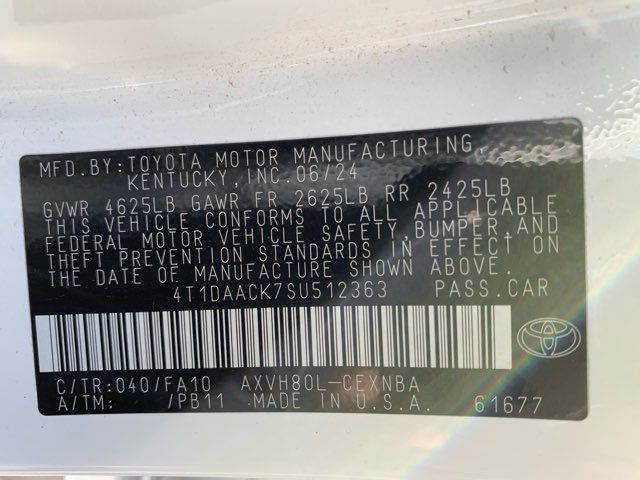 MFD.BY:TOYOTA MOTOR MANUFACTURING,
KENTUCKY,INC.06/24
GVWR 4625LB GAWR FR 2625LB RR 2425LB
THIS VEHICLE CONFORMS TO ALL APPLICABLE
FEDERAL MOTOR VEHICLE SAFETY,BUMPER,AND
THEFT PREVENTION STANDARDS IN EFFECT ON
THE DATE OF MANUFACTURE SHOWN ABOVE.
4T1DAACK7SU512363 PASS.CAR
C/TR:040/FA10 AXVH80L-CEXNBA
A/TM: /PB11 MADE IN U.S.A. 61677